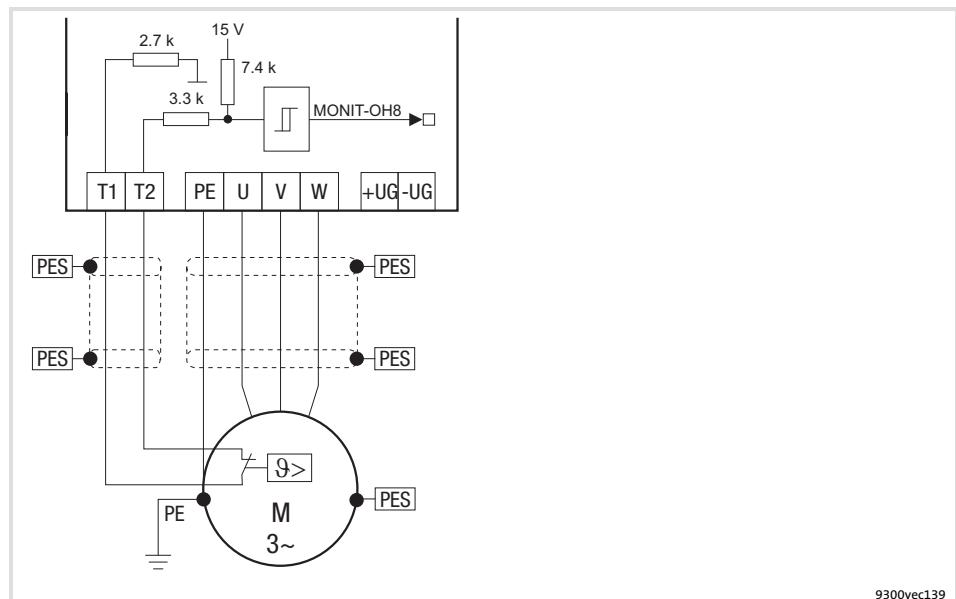 15 V
2.7 k
7.4 k
3.3 k
MONIT-OH8
T1 T2 PE U V W +UG -UG
PES PES
PES PES
ϑ>
PES
PE
M
3~
9300vec139